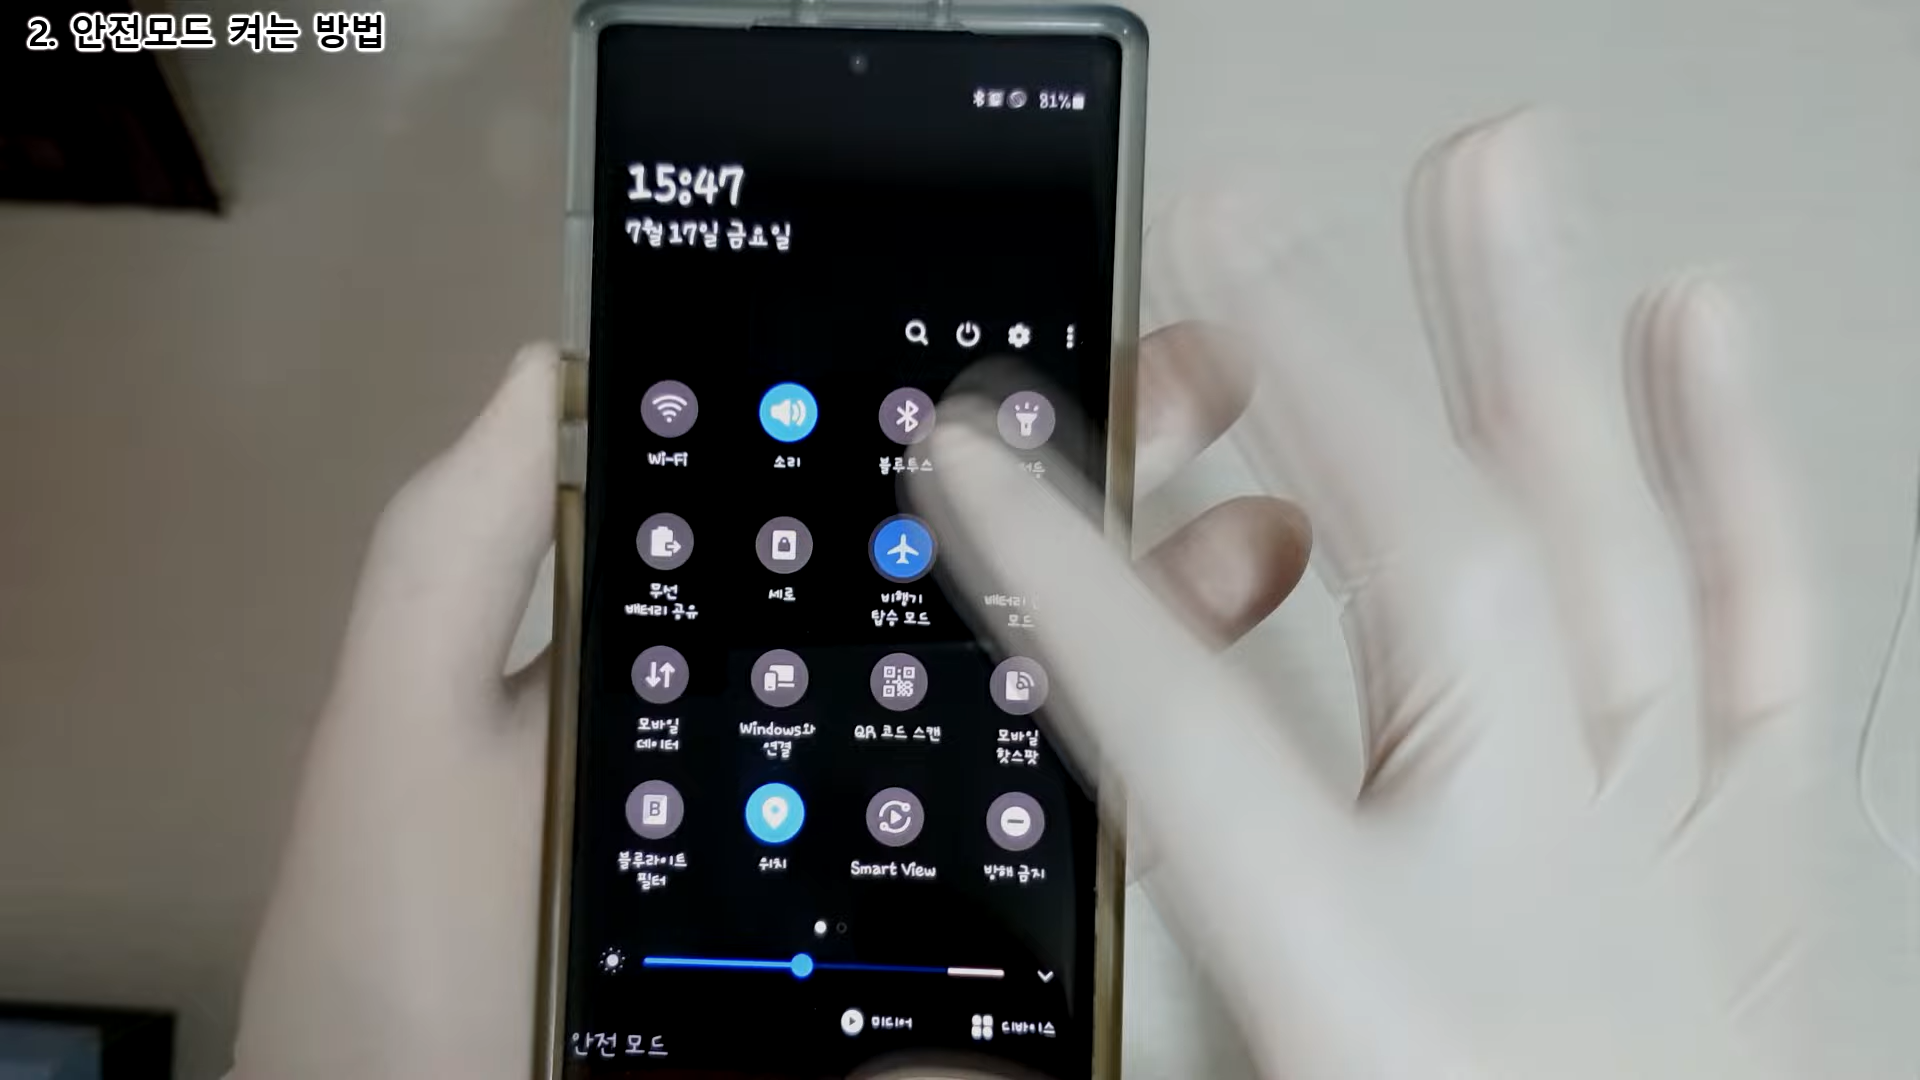 2. 안전모드 켜는 방법
81%
15:47
7월 17일 금요일
Wi-Fi
소리
블루투스
무선
배터리 공유
세로
비행기
탑승 모드
배터리
모드
모바일
데이터
Windows와
연결
QR 코드 스캔
모바일
핫스팟
B
블루라이트
필터
위치
Smart View
방해 금지
미디어
디바이스
안전 모드